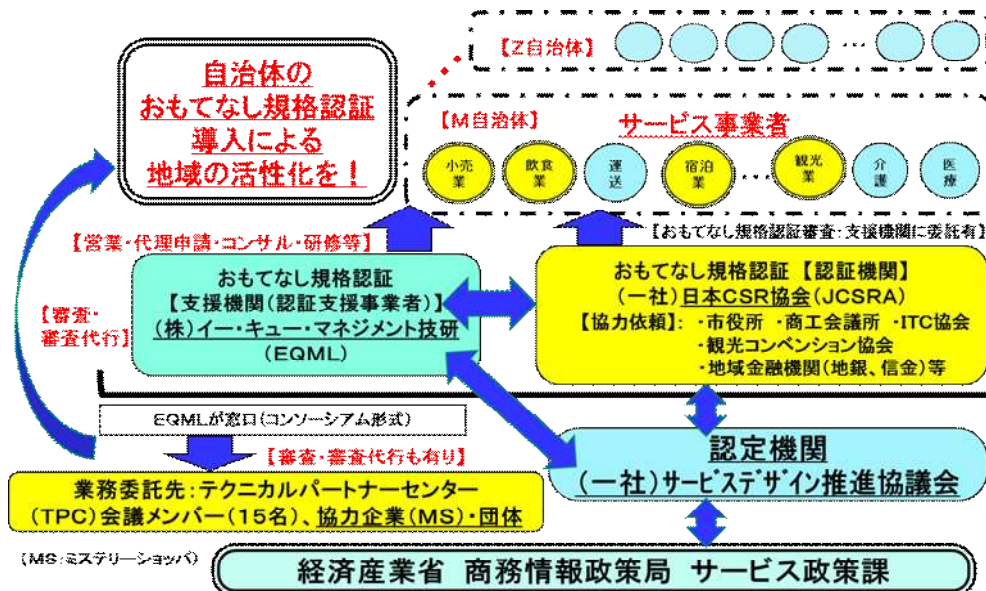 【Z自治体】
…
自治体の
おもてなし規格認証
導入による
地域の活性化を！
【M自治体】
サービス事業者
小売業
飲食業
運送
宿泊業
…
観光業
介護
医療
【営業・代理申請・コンサル・研修等】
【おもてなし規格認証審査：支援機関に委託有】
おもてなし規格認証
【支援機関（認証支援事業者）】
（株）イー・キュー・マネジメント技研
（EQML）
おもてなし規格認証 【認証機関】
（一社）日本CSR協会（JCSRA）
【協力依頼】： ・市役所 ・商工会議所 ・ITC協会
・観光コンベンション協会
・地域金融機関（地銀、信金）等
【審査・
審査代行】
EQMLが窓口（コンソーシアム形式）
【審査・審査代行も有り】
認定機関
（一社）サービスデザイン推進協議会
業務委託先：テクニカルパートナーセンター
（TPC）会議メンバー（15名）、協力企業（MS）・団体
（MS：ミステリーショッパ）
経済産業省 商務情報政策局 サービス政策課